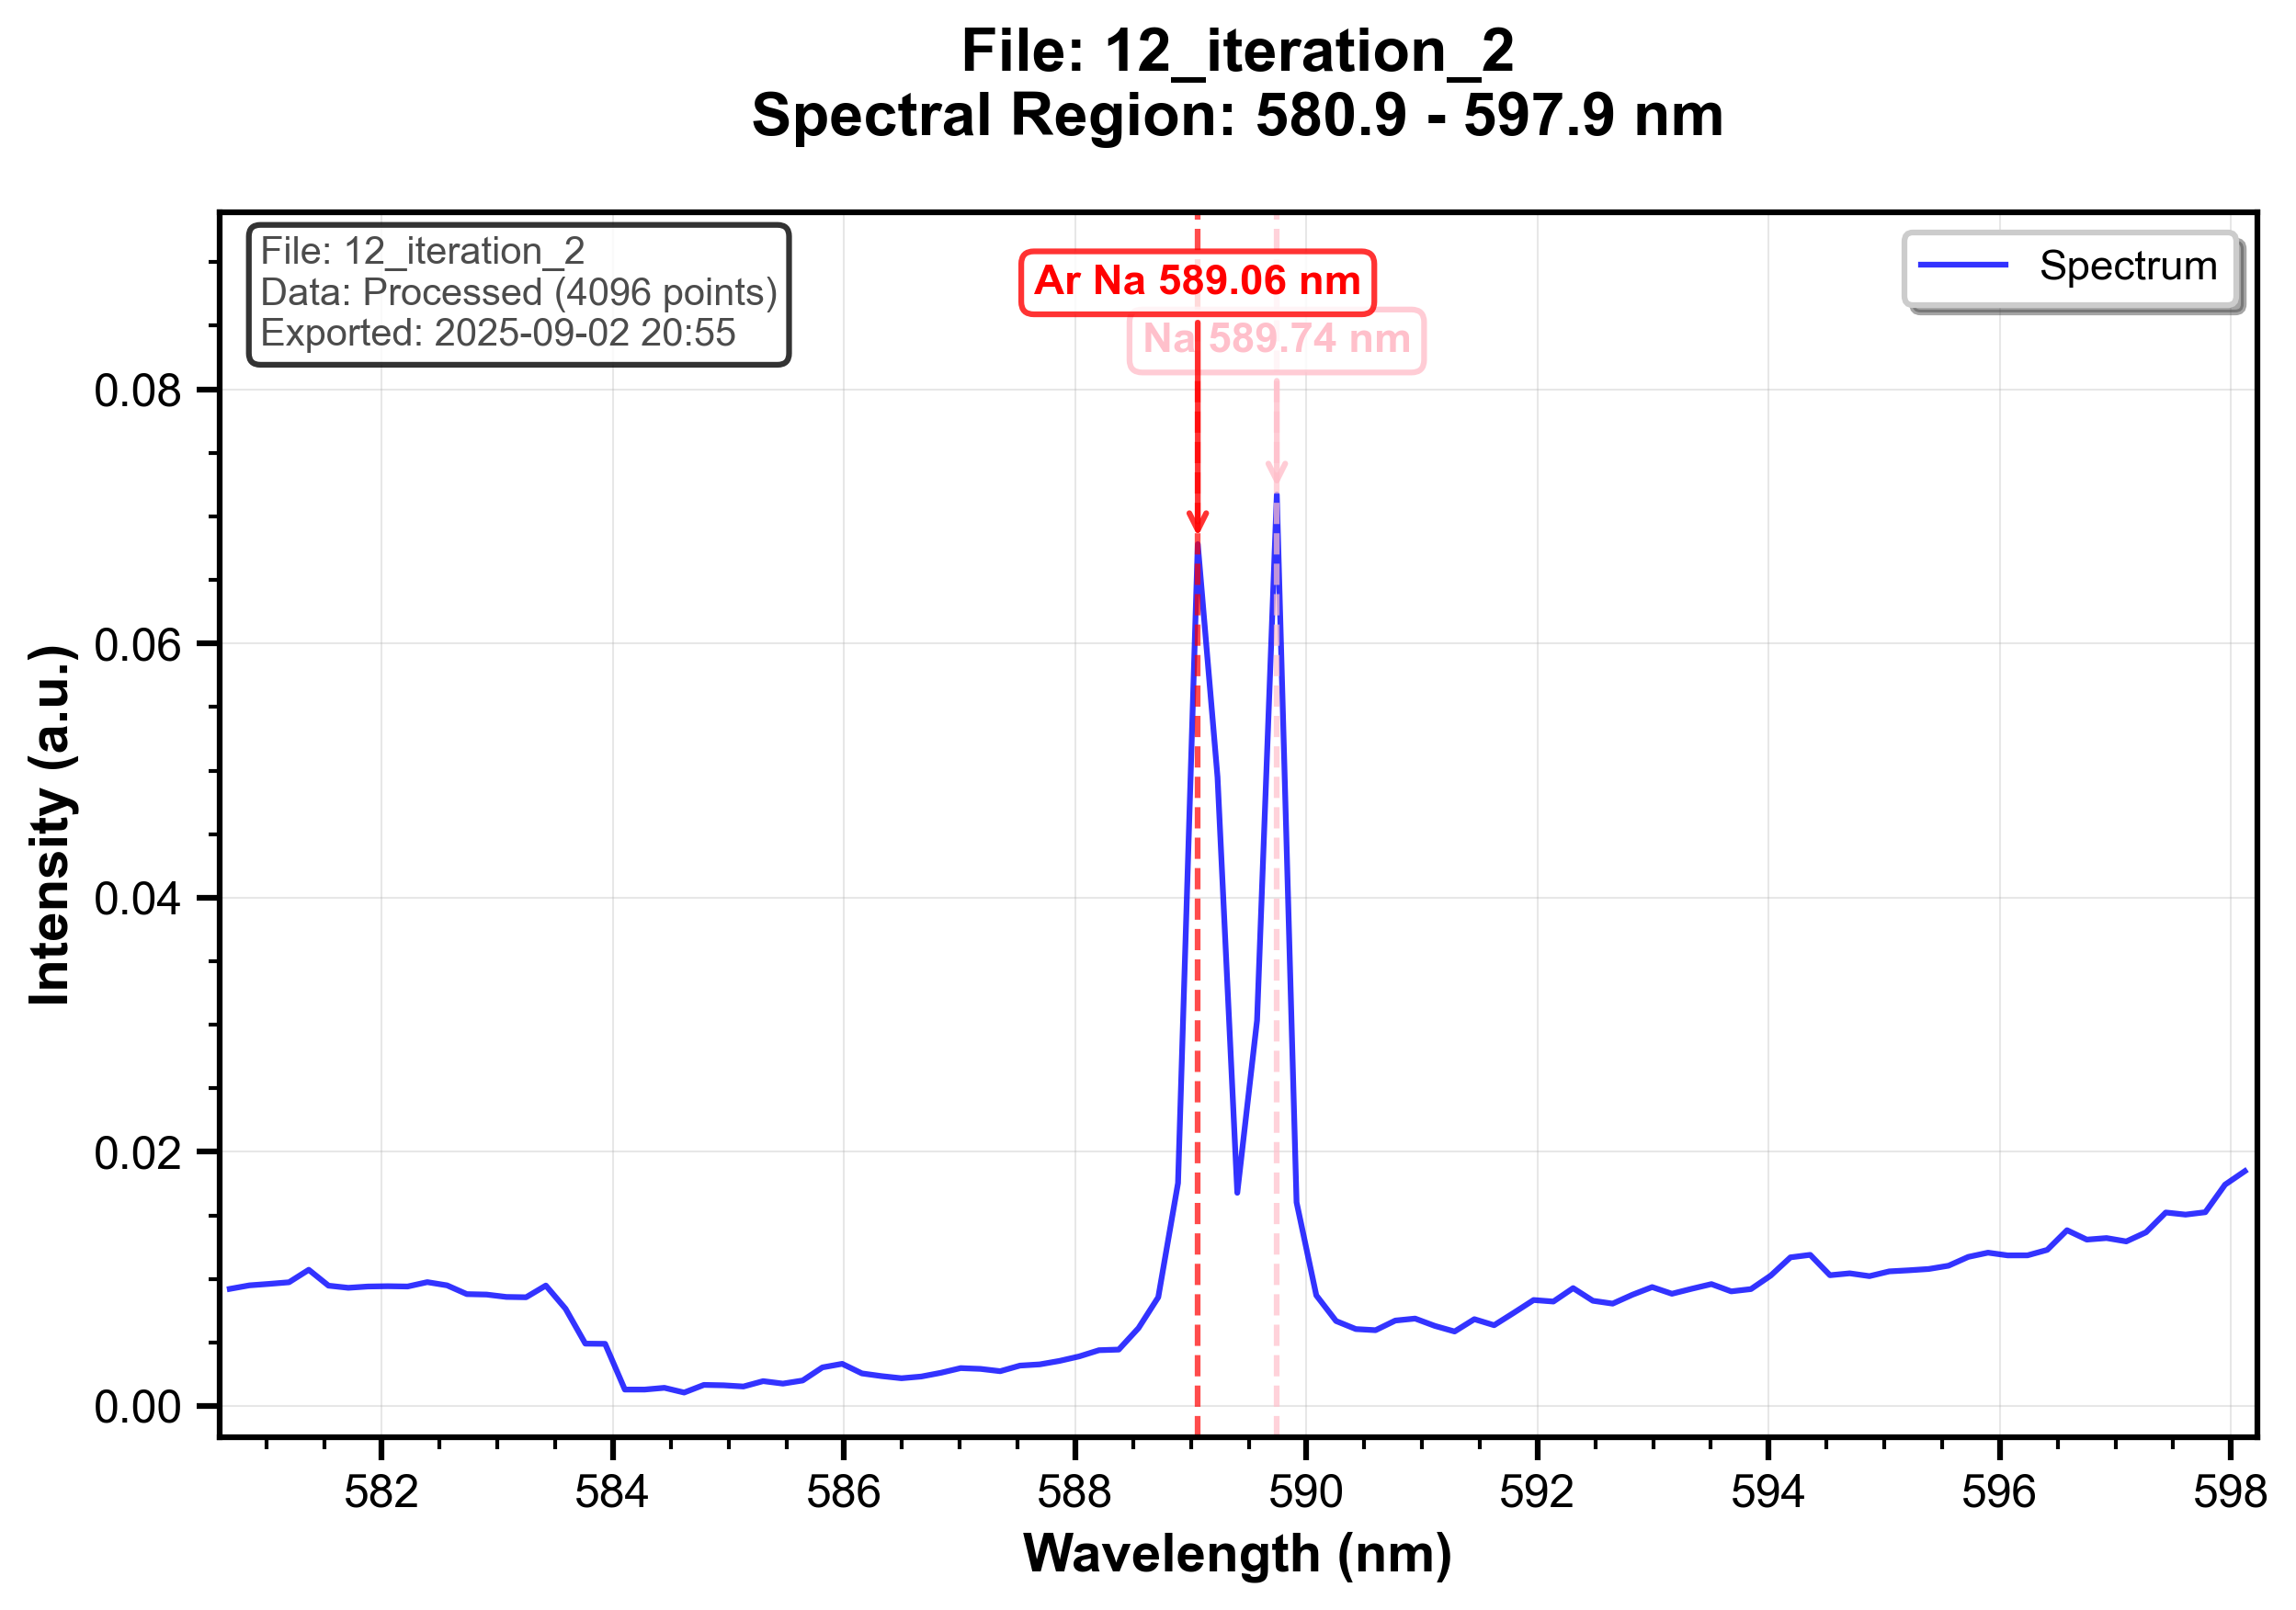 File: 12_iteration_2
Spectral Region: 580.9 - 597.9 nm
File: 12_iteration_2
Data: Processed (4096 points)
Exported: 2025-09-02 20:55
Ar Na 589.06 nm
Na 589.74 nm
Spectrum
Intensity (a.u.)
0.08
0.06
0.04
0.02
0.00
582 584 586 588 590 592 594 596 598
Wavelength (nm)